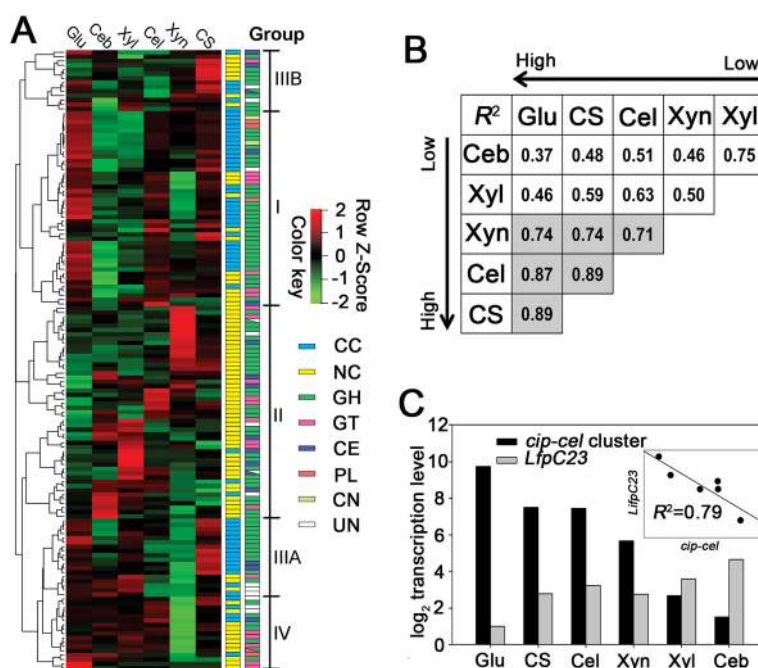 A
Glu Ceb Xyl Cel Xyn CS
Group
IIIB
I
II
IIIA
IV
2
1
0
-1
-2
Row Z-Score
Color key
CC
NC
GH
GT
CE
PL
CN
UN
B
High Low
Low
High
R² Glu CS Cel Xyn Xyl
Ceb 0.37 0.48 0.51 0.46 0.75
Xyl 0.46 0.59 0.63 0.50
Xyn 0.74 0.74 0.71
Cel 0.87 0.89
CS 0.89
C
log₂ transcription level
12
10
8
6
4
2
0
cip-cel cluster
LfpC23
LifpC23
R²=0.79
cip-cel
Glu CS Cel Xyn Xyl Ceb